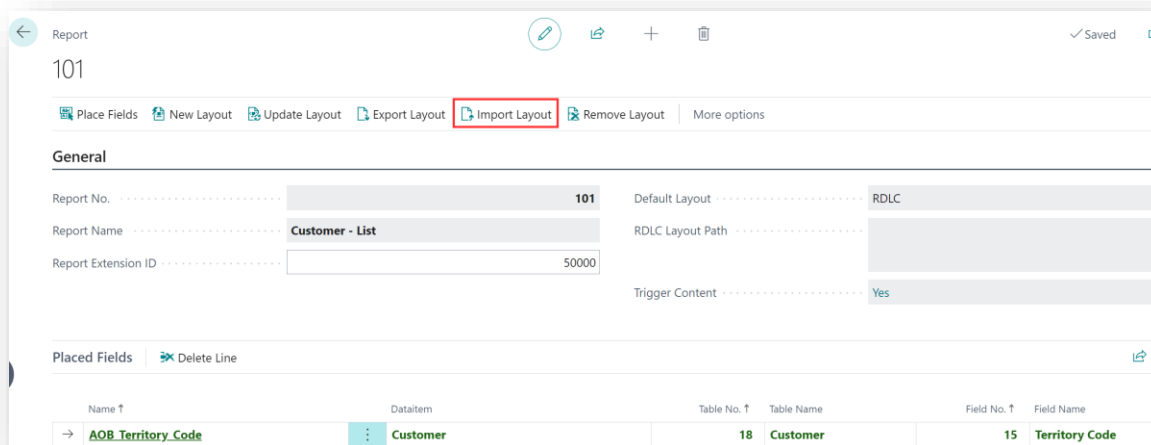 Report
Saved
101
Place Fields New Layout Update Layout Export Layout Import Layout Remove Layout More options
General
Report No. 101 Default Layout RDLC
Report Name Customer - List RDLC Layout Path
Report Extension ID 50000
Trigger Content Yes
Placed Fields Delete Line
Name ↑ Dataitem Table No. ↑ Table Name Field No. ↑ Field Name
→ AOB_Territory_Code Customer 18 Customer 15 Territory Code